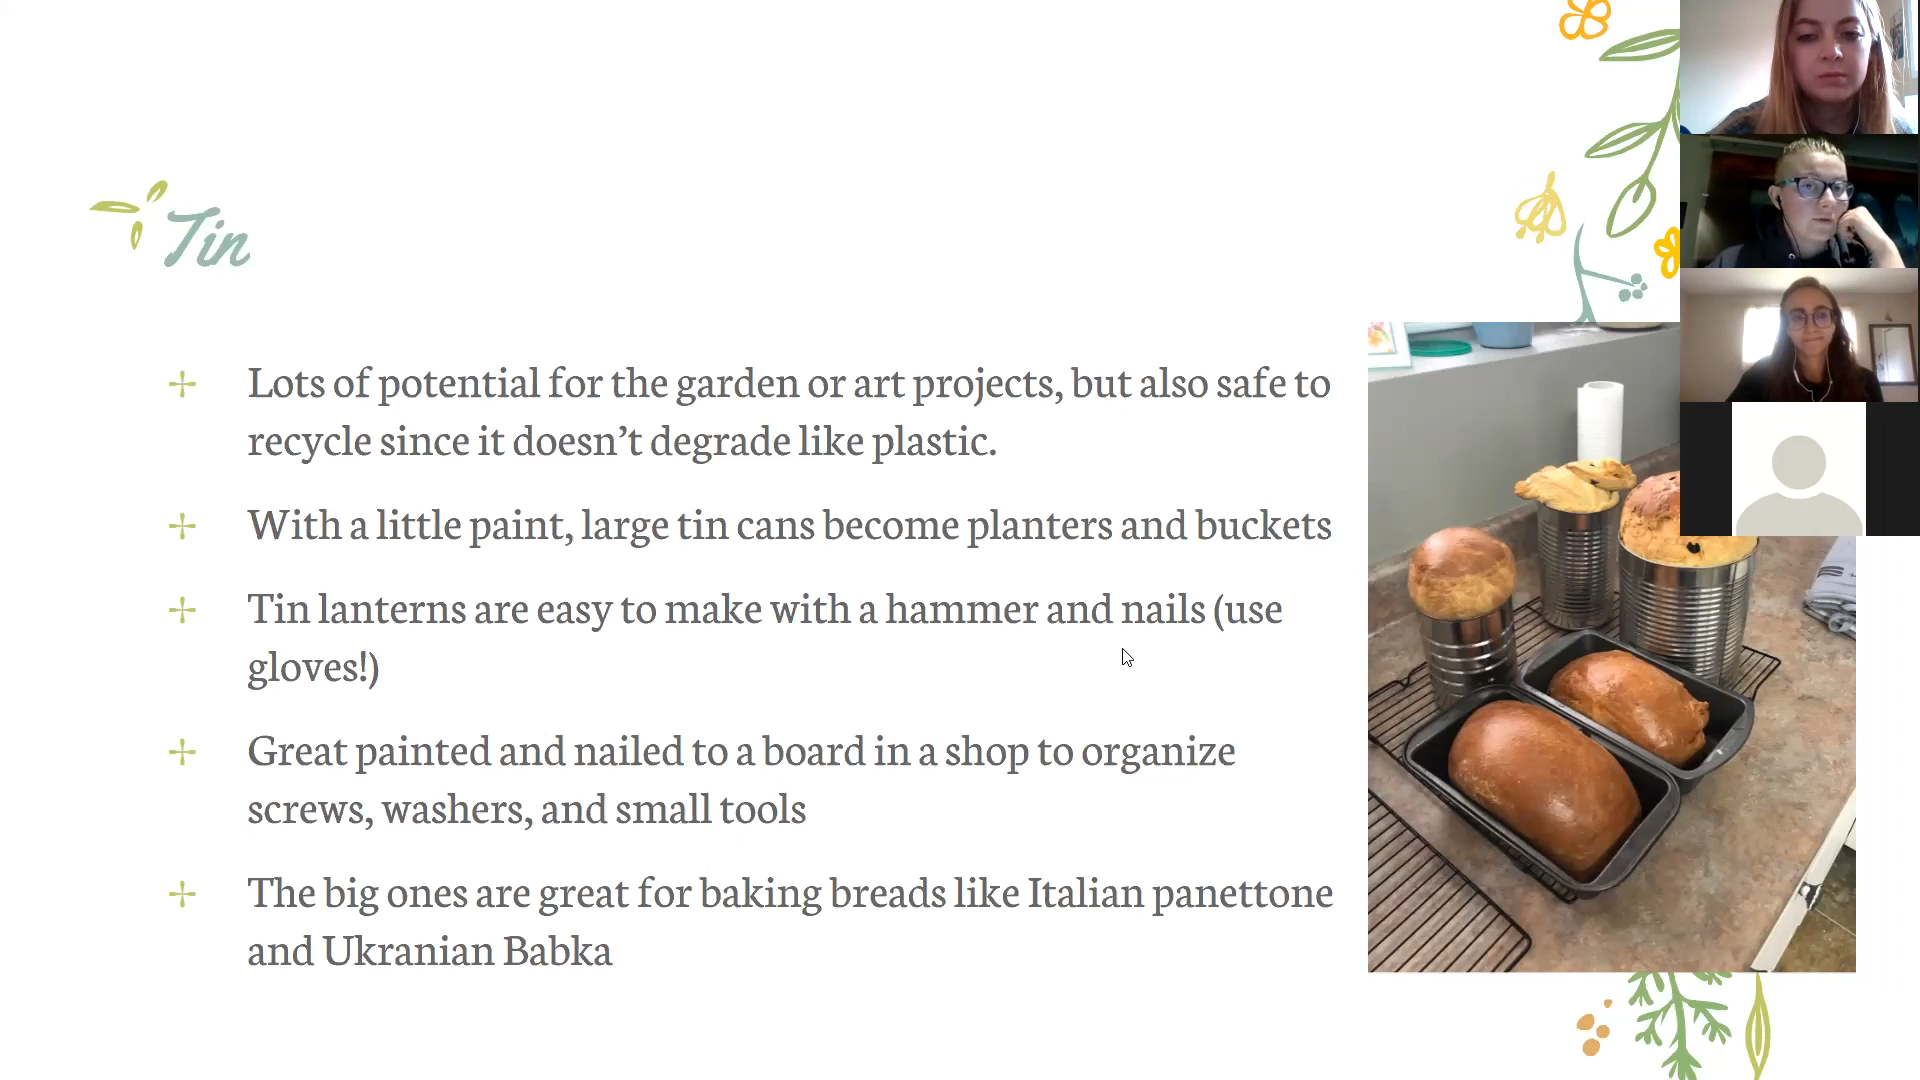 Tin
Lots of potential for the garden or art projects, but also safe to
recycle since it doesn’t degrade like plastic.
With a little paint, large tin cans become planters and buckets
Tin lanterns are easy to make with a hammer and nails (use
gloves!)
Great painted and nailed to a board in a shop to organize
screws, washers, and small tools
The big ones are great for baking breads like Italian panettone
and Ukranian Babka